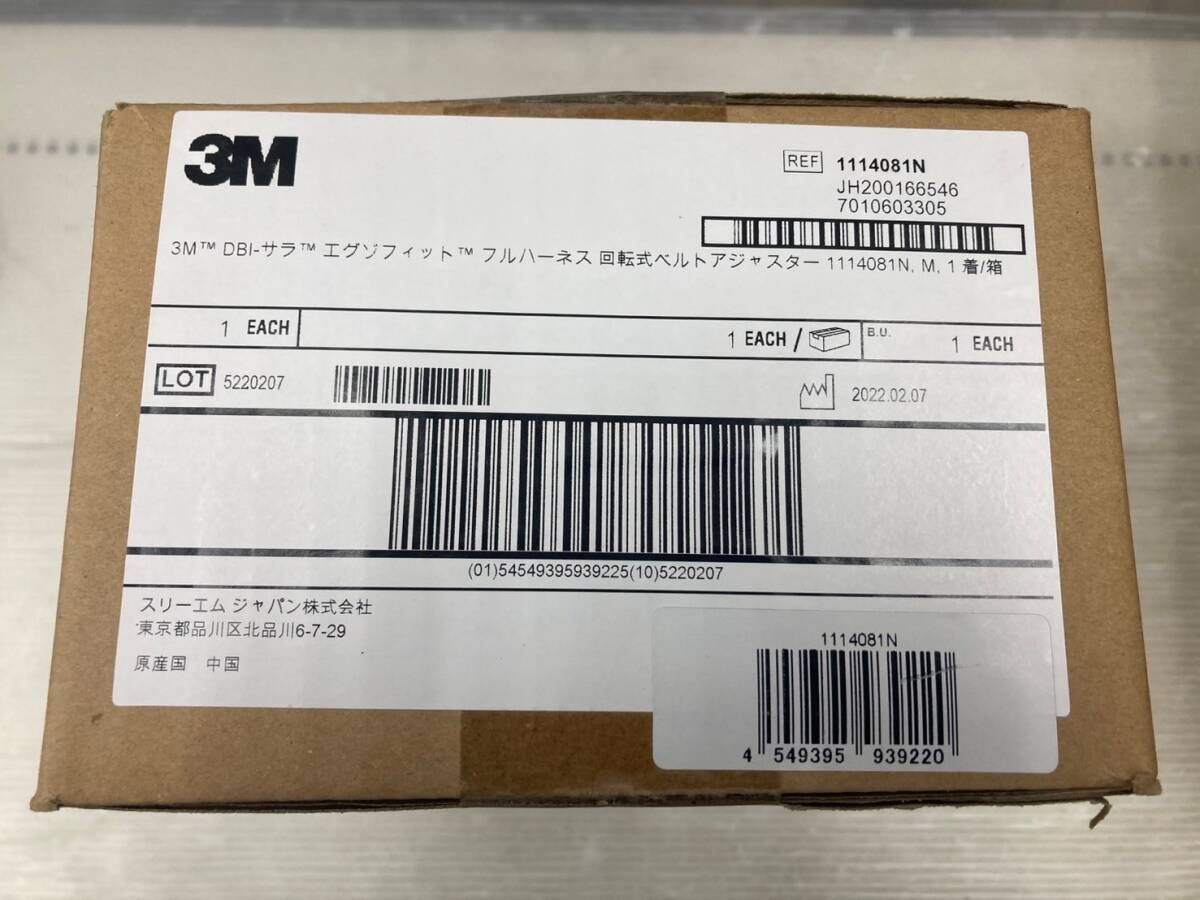 3M
REF 1114081N
JH200166546
7010603305
3M™ DBI-サラ™ エグゾフィット™ フルハーネス 回転式ベルトアジャスター 1114081N, M, 1 着/箱
1 EACH
1 EACH /
B.U.
1 EACH
LOT 5220207
2022.02.07
(01)54549395939225(10)5220207
スリーエム ジャパン株式会社
東京都品川区北品川6-7-29
原産国 中国
1114081N
4 549395 939220